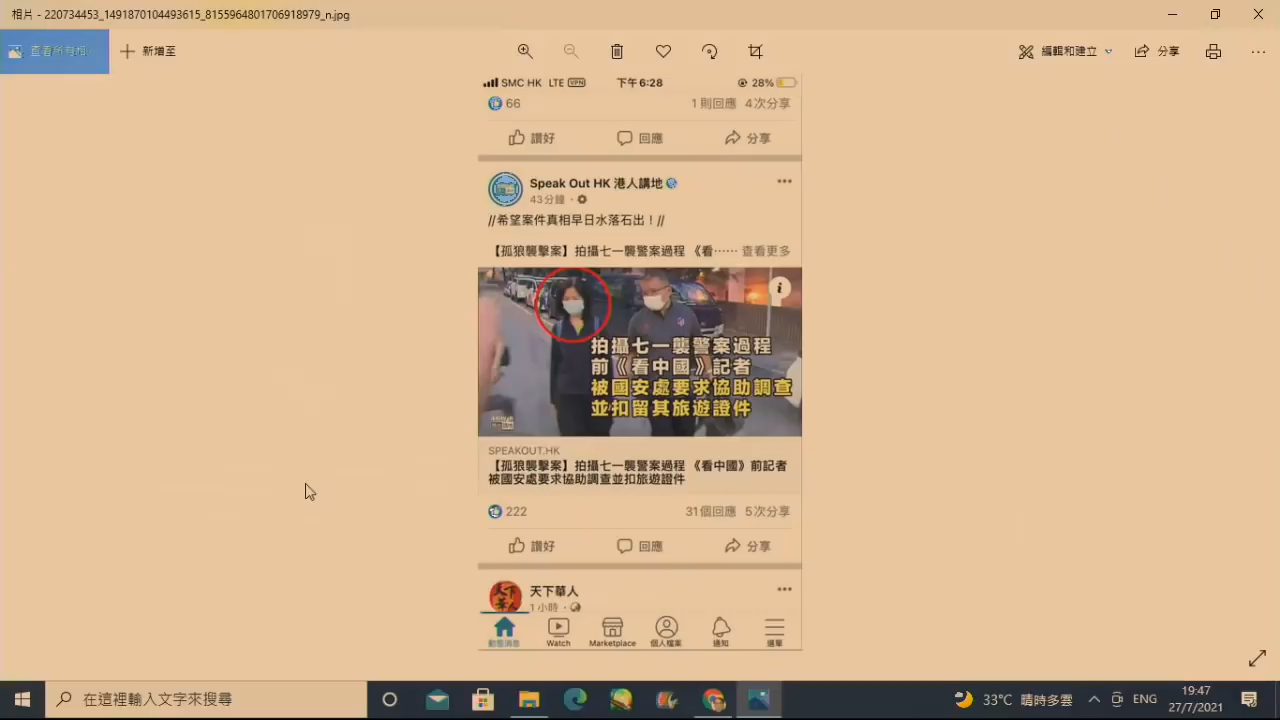 相片 - 220734453_1491870104493615_8155964801706918979_n.jpg
查看所有相
新增至
編輯和建立
分享
SMC HK LTE VPN
下午6:28
28%
66
1 則回應 4次分享
讚好
回應
分享
Speak Out HK 港人講地
43分鐘 ·
//希望案件真相早日水落石出！//
【孤狼襲擊案】拍攝七一襲警案過程 《看…… 查看更多
拍攝七一襲警案過程
前《看中國》記者
被國安處要求協助調查
並扣留其旅遊證件
SPEAKOUT.HK
【孤狼襲擊案】拍攝七一襲警案過程 《看中國》前記者
被國安處要求協助調查並扣旅遊證件
222
31個回應 5次分享
讚好
回應
分享
天下華人
天下
華人
1 小時 ·
動態消息
Watch
Marketplace
個人檔案
通知
選單
在這裡輸入文字來搜尋
33°C 晴時多雲
ENG
19:47
27/7/2021